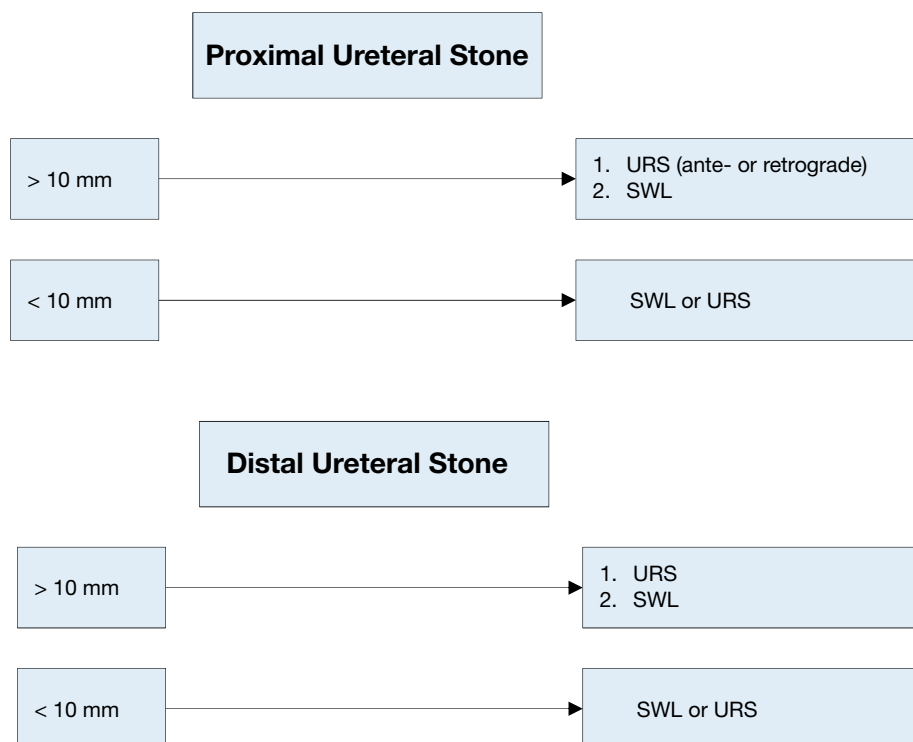 Proximal Ureteral Stone
> 10 mm
1. URS (ante- or retrograde)
2. SWL
< 10 mm
SWL or URS
Distal Ureteral Stone
> 10 mm
1. URS
2. SWL
< 10 mm
SWL or URS